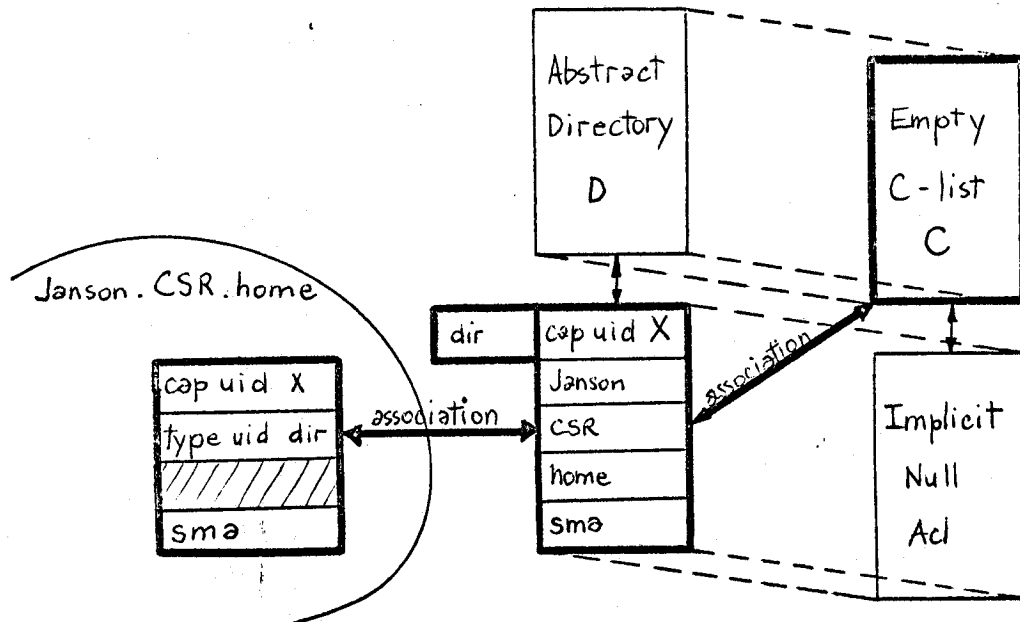 Abstract
Directory
D
Empty
C-list
C
Janson. CSR. home
dir
cap uid X
Janson
CSR
home
sma
cap uid X
type uid dir
sma
association
association
Implicit
Null
Acl